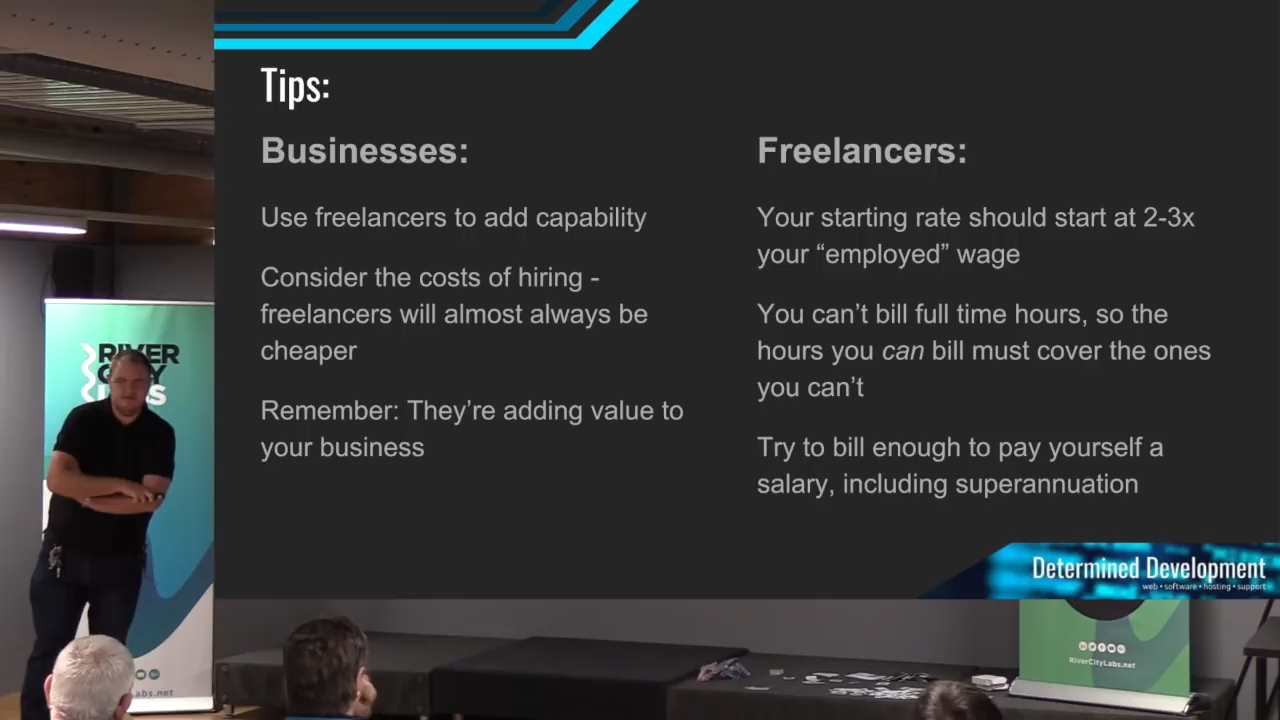 Tips:
Businesses:
Use freelancers to add capability
Consider the costs of hiring -
freelancers will almost always be
cheaper
Remember: They’re adding value to
your business
Freelancers:
Your starting rate should start at 2-3x
your “employed” wage
You can’t bill full time hours, so the
hours you can bill must cover the ones
you can’t
Try to bill enough to pay yourself a
salary, including superannuation
Determined Development
web • software • hosting • support
RIVER
RiverCityLabs.net